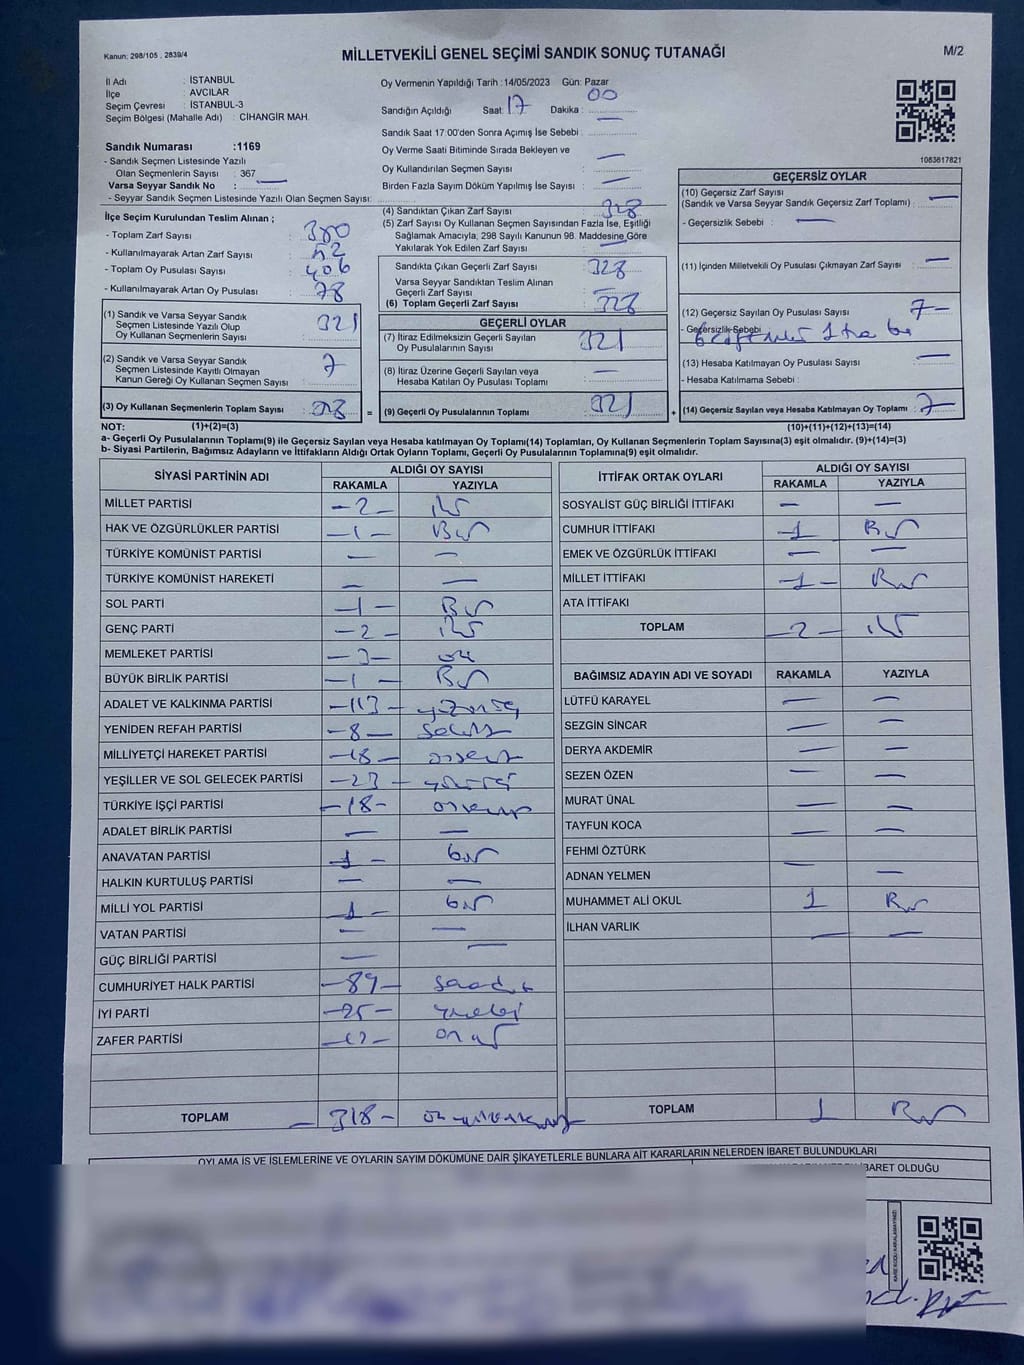 Kanun: 298/105 . 2839/4
MİLLETVEKİLİ GENEL SEÇİMİ SANDIK SONUÇ TUTANAĞI
M/2
İl Adı : İSTANBUL
İlçe : AVCILAR
Seçim Çevresi : İSTANBUL-3
Seçim Bölgesi (Mahalle Adı) : CİHANGİR MAH.
Sandık Numarası :1169
- Sandık Seçmen Listesinde Yazılı
Olan Seçmenlerin Sayısı : 367
Varsa Seyyar Sandık No : —
- Seyyar Sandık Seçmen Listesinde Yazılı Olan Seçmen Sayısı:
İlçe Seçim Kurulundan Teslim Alınan ;
- Toplam Zarf Sayısı : 380
- Kullanılmayarak Artan Zarf Sayısı : 52
- Toplam Oy Pusulası Sayısı : 406
- Kullanılmayarak Artan Oy Pusulası : 78
(1) Sandık ve Varsa Seyyar Sandık
Seçmen Listesinde Yazılı Olup
Oy Kullanan Seçmenlerin Sayısı : 321
(2) Sandık ve Varsa Seyyar Sandık
Seçmen Listesinde Kayıtlı Olmayan
Kanun Gereği Oy Kullanan Seçmen Sayısı : 7
(3) Oy Kullanan Seçmenlerin Toplam Sayısı : 328
Oy Vermenin Yapıldığı Tarih : 14/05/2023 Gün: Pazar
Sandığın Açıldığı Saat: 17 Dakika : 00
Sandık Saat 17:00'den Sonra Açımış İse Sebebi : —
Oy Verme Saati Bitiminde Sırada Bekleyen ve
Oy Kullandırılan Seçmen Sayısı : —
Birden Fazla Sayım Döküm Yapılmış İse Sayısı : —
(4) Sandıktan Çıkan Zarf Sayısı : 328
(5) Zarf Sayısı Oy Kullanan Seçmen Sayısından Fazla İse, Eşitliği
Sağlamak Amacıyla, 298 Sayılı Kanunun 98. Maddesine Göre
Yakılarak Yok Edilen Zarf Sayısı :
Sandıkta Çıkan Geçerli Zarf Sayısı : 328
Varsa Seyyar Sandıktan Teslim Alınan
Geçerli Zarf Sayısı : —
(6) Toplam Geçerli Zarf Sayısı : 328
GEÇERLİ OYLAR
(7) İtiraz Edilmeksizin Geçerli Sayılan
Oy Pusulalarının Sayısı : 321
(8) İtiraz Üzerine Geçerli Sayılan veya
Hesaba Katılan Oy Pusulası Toplamı : —
= (9) Geçerli Oy Pusulalarının Toplamı : 321
1083817821
GEÇERSİZ OYLAR
(10) Geçersiz Zarf Sayısı
(Sandık ve Varsa Seyyar Sandık Geçersiz Zarf Toplamı) : —
- Geçersizlik Sebebi : —
(11) İçinden Milletvekili Oy Pusulası Çıkmayan Zarf Sayısı : —
(12) Geçersiz Sayılan Oy Pusulası Sayısı : 7 —
- Geçersizlik Sebebi
(13) Hesaba Katılmayan Oy Pusulası Sayısı : —
- Hesaba Katılmama Sebebi :
+ (14) Geçersiz Sayılan veya Hesaba Katılmayan Oy Toplamı : 7 —
NOT: (1)+(2)=(3) (10)+(11)+(12)+(13)=(14)
a- Geçerli Oy Pusulalarının Toplamı(9) ile Geçersiz Sayılan veya Hesaba katılmayan Oy Toplamı(14) Toplamları, Oy Kullanan Seçmenlerin Toplam Sayısına(3) eşit olmalıdır. (9)+(14)=(3)
b- Siyasi Partilerin, Bağımsız Adayların ve İttifakların Aldığı Ortak Oyların Toplamı, Geçerli Oy Pusulalarının Toplamına(9) eşit olmalıdır.
SİYASİ PARTİNİN ADI ALDIĞI OY SAYISI
RAKAMLA YAZIYLA
MİLLET PARTİSİ — 2 — iki
HAK VE ÖZGÜRLÜKLER PARTİSİ — 1 — Bir
TÜRKİYE KOMÜNİST PARTİSİ — —
TÜRKİYE KOMÜNİST HAREKETİ — —
SOL PARTİ — 1 — Bir
GENÇ PARTİ — 2 — iki
MEMLEKET PARTİSİ — 3 —
BÜYÜK BİRLİK PARTİSİ — 1 — Bir
ADALET VE KALKINMA PARTİSİ — 113 — yüzonüç
YENİDEN REFAH PARTİSİ — 8 — Sekiz
MİLLİYETÇİ HAREKET PARTİSİ — 18 — onsekiz
YEŞİLLER VE SOL GELECEK PARTİSİ — 23 —
TÜRKİYE İŞÇİ PARTİSİ — 18 — onsekiz
ADALET BİRLİK PARTİSİ — —
ANAVATAN PARTİSİ 1 — bir
HALKIN KURTULUŞ PARTİSİ — —
MİLLİ YOL PARTİSİ 1 — bir
VATAN PARTİSİ — —
GÜÇ BİRLİĞİ PARTİSİ — —
CUMHURİYET HALK PARTİSİ — 89 —
İYİ PARTİ — 25 —
ZAFER PARTİSİ — 12 —
TOPLAM — 318 —
İTTİFAK ORTAK OYLARI ALDIĞI OY SAYISI
RAKAMLA YAZIYLA
SOSYALİST GÜÇ BİRLİĞİ İTTİFAKI — —
CUMHUR İTTİFAKI — 1 Bir
EMEK VE ÖZGÜRLÜK İTTİFAKI — —
MİLLET İTTİFAKI — 1 — Bir
ATA İTTİFAKI
TOPLAM — 2 — iki
BAĞIMSIZ ADAYIN ADI VE SOYADI RAKAMLA YAZIYLA
LÜTFÜ KARAYEL — —
SEZGİN SİNCAR — —
DERYA AKDEMİR — —
SEZEN ÖZEN — —
MURAT ÜNAL — —
TAYFUN KOCA — —
FEHMİ ÖZTÜRK —
ADNAN YELMEN —
MUHAMMET ALİ OKUL 1 Bir
İLHAN VARLIK — —
TOPLAM 1 Bir
OYLAMA İŞ VE İŞLEMLERİNE VE OYLARIN SAYIM DÖKÜMÜNE DAİR ŞİKAYETLERLE BUNLARA AİT KARARLARIN NELERDEN İBARET BULUNDUKLARI
İBARET OLDUĞU